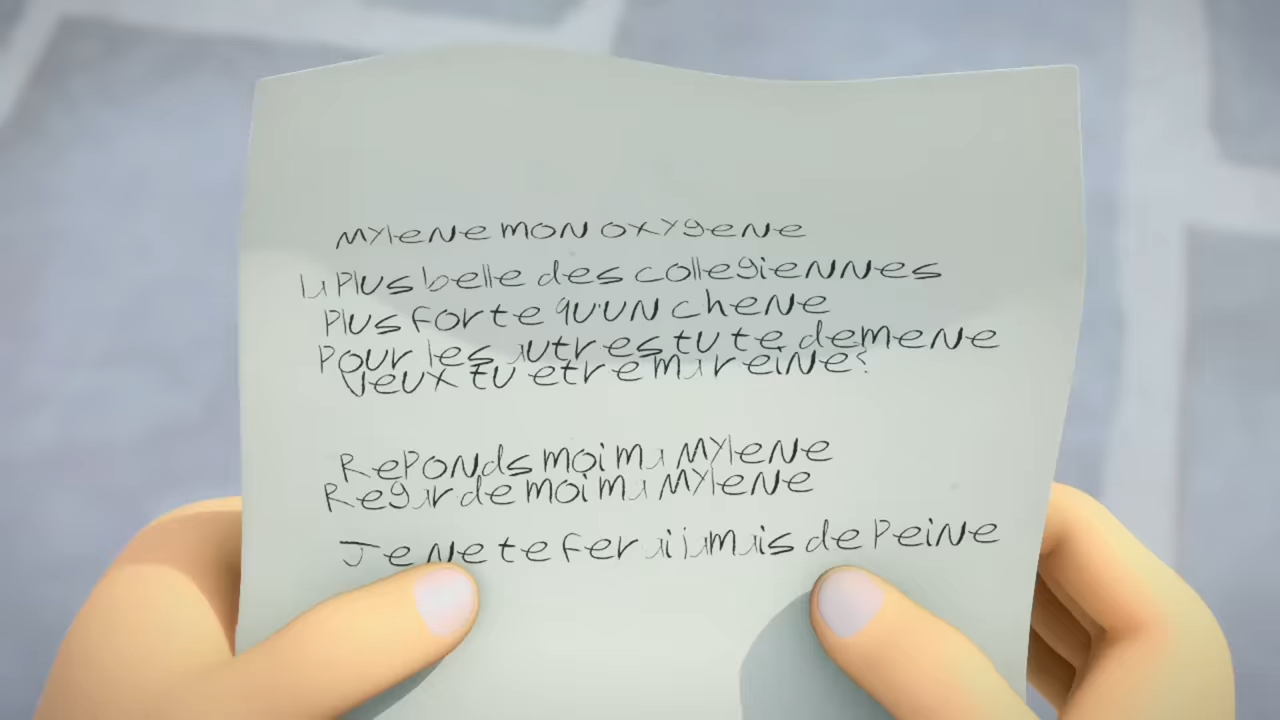 Mylene mon oxygene
la plus belle des collegiennes
plus forte qu'un chene
Pour les autres tu te demene
Veux tu etre ma reine?
Reponds moi ma Mylene
Regarde moi ma Mylene
Je ne te ferai jamais de peine